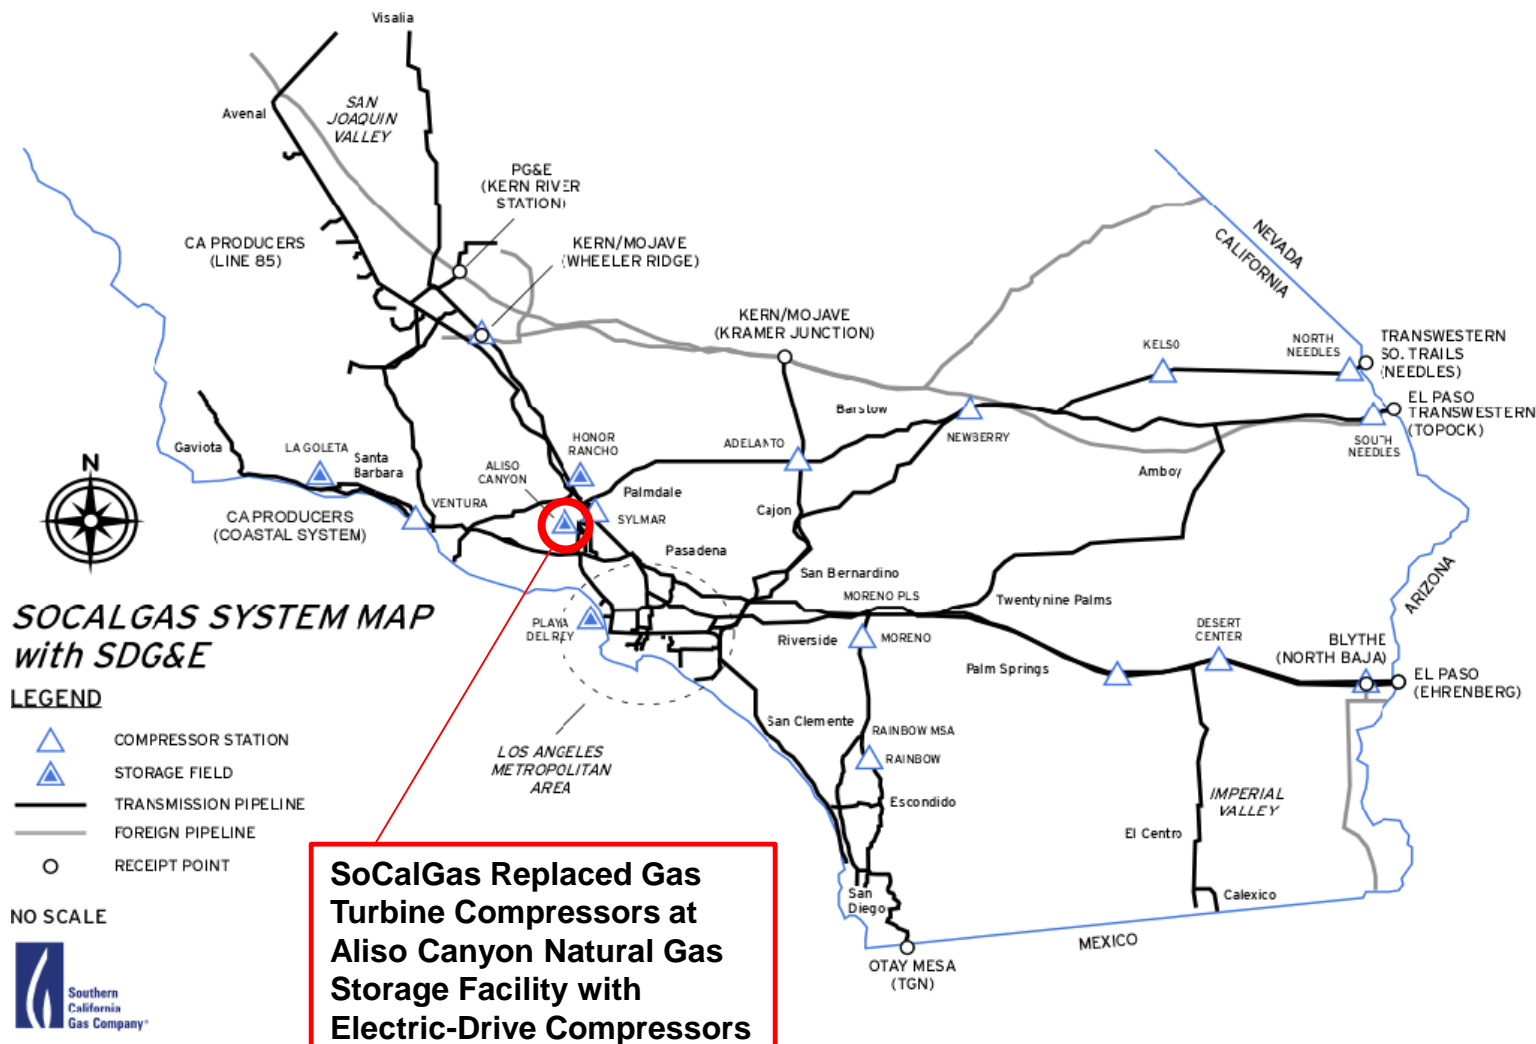 Visalia
SAN
JOAQUIN
VALLEY
Avenal
PG&E
(KERN RIVER
STATION)
CA PRODUCERS
(LINE 85)
KERN/MOJAVE
(WHEELER RIDGE)
NEVADA
CALIFORNIA
KERN/MOJAVE
(KRAMER JUNCTION)
KELSO
NORTH
NEEDLES
TRANSWESTERN
SO. TRAILS
(NEEDLES)
EL PASO
TRANSWESTERN
(TOPOCK)
Barstow
NEWBERRY
SOUTH
NEEDLES
ADELANTO
Amboy
Gaviota
LA GOLETA
Santa
Barbara
HONOR
RANCHO
ALISO
CANYON
Palmdale
VENTURA
SYLMAR
Cajon
N
CA PRODUCERS
(COASTAL SYSTEM)
Pasadena
San Bernardino
MORENO PLS
Twentynine Palms
ARIZONA
SOCALGAS SYSTEM MAP
with SDG&E
PLAYA
DEL REY
Riverside
MORENO
DESERT
CENTER
BLYTHE
(NORTH BAJA)
Palm Springs
EL PASO
(EHRENBERG)
LEGEND
COMPRESSOR STATION
STORAGE FIELD
TRANSMISSION PIPELINE
FOREIGN PIPELINE
RECEIPT POINT
San Clemente
RAINBOW MSA
RAINBOW
LOS ANGELES
METROPOLITAN
AREA
Escondido
IMPERIAL
VALLEY
El Centro
San
Diego
Calexico
MEXICO
OTAY MESA
(TGN)
NO SCALE
Southern
California
Gas Company®
SoCalGas Replaced Gas
Turbine Compressors at
Aliso Canyon Natural Gas
Storage Facility with
Electric-Drive Compressors